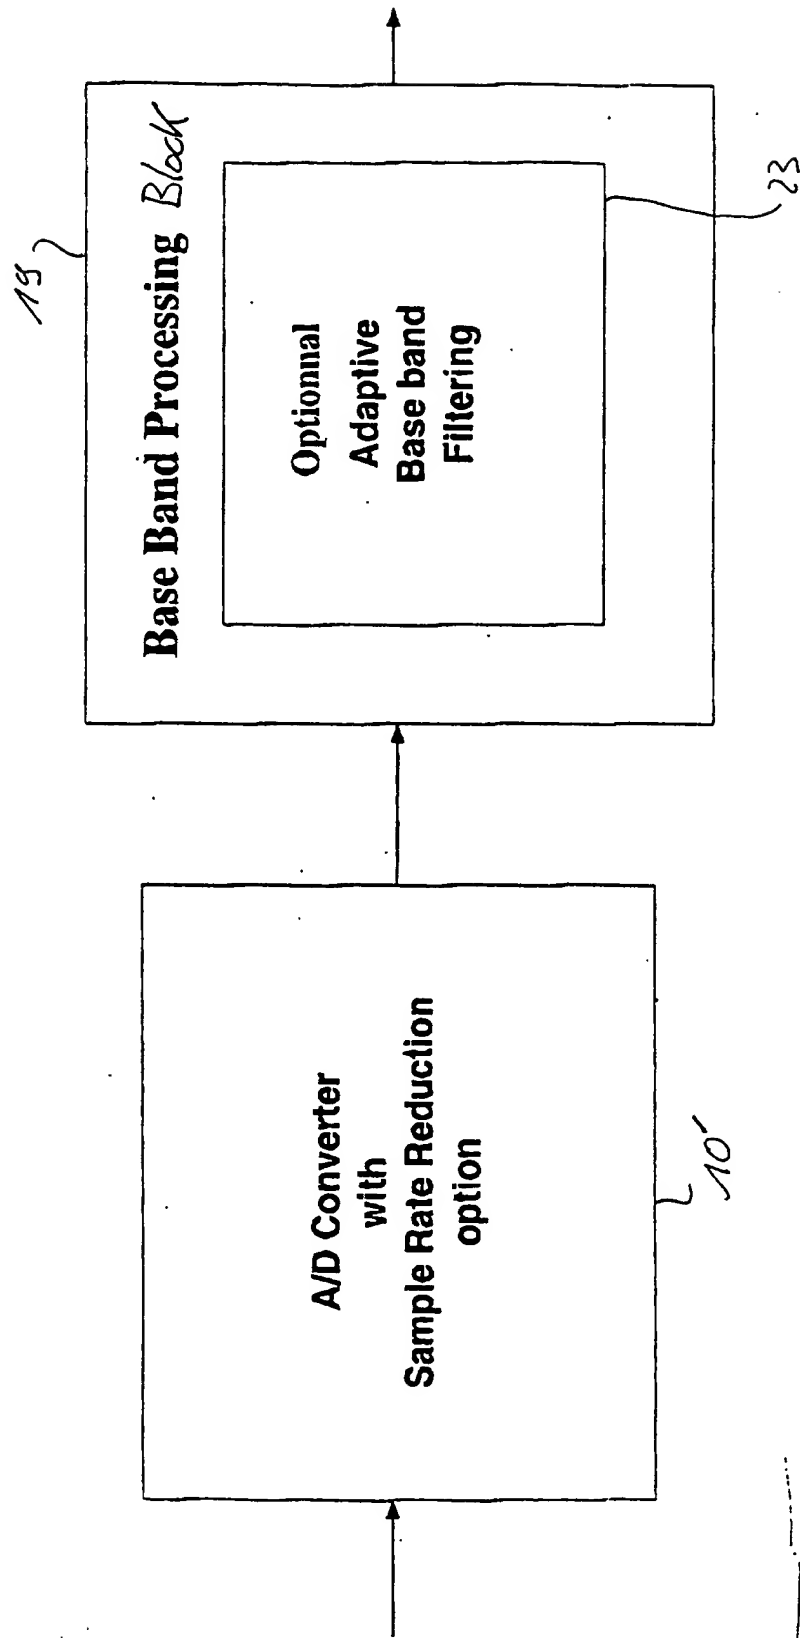 A/D Converter
with
Sample Rate Reduction
option
10'
19
Base Band Processing Block
Optionnal
Adaptive
Base band
Filtering
23